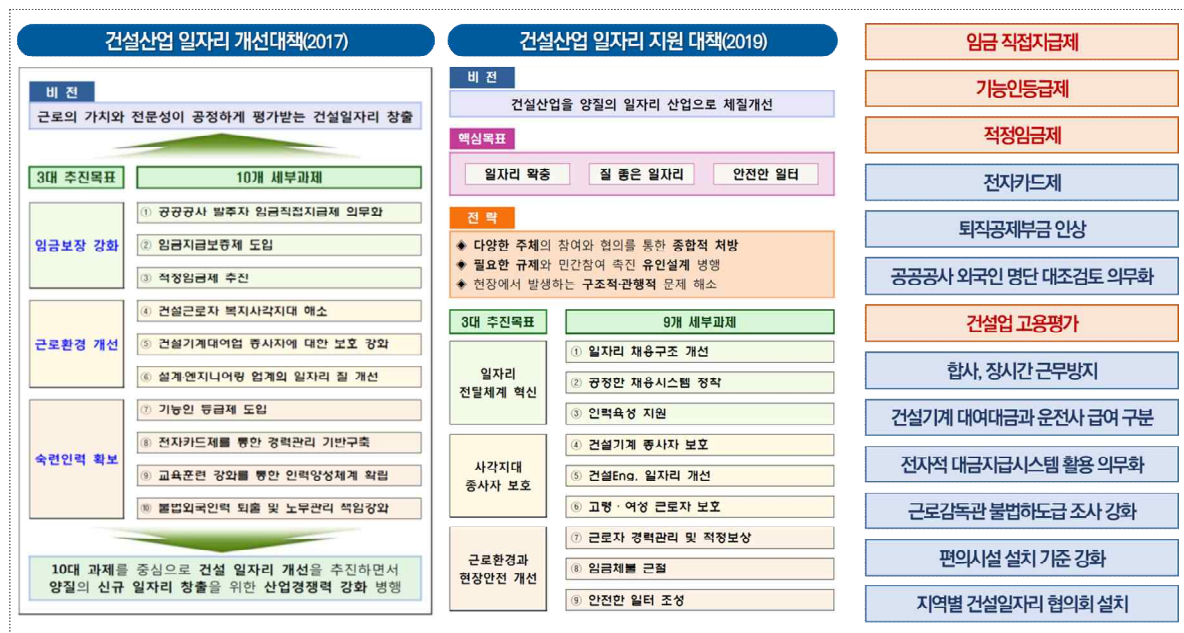 건설산업 일자리 개선대책(2017)
비 전
근로의 가치와 전문성이 공정하게 평가받는 건설일자리 창출
3대 추진목표
10개 세부과제
임금보장 강화
① 공공공사 발주자 임금직접지급제 의무화
② 임금지급보증제 도입
③ 적정임금제 추진
근로환경 개선
④ 건설근로자 복지사각지대 해소
⑤ 건설기계대여업 종사자에 대한 보호 강화
⑥ 설계·엔지니어링 업계의 일자리 질 개선
숙련인력 확보
⑦ 기능인 등급제 도입
⑧ 전자카드제를 통한 경력관리 기반구축
⑨ 교육훈련 강화를 통한 인력양성체계 확립
⑩ 불법외국인력 퇴출 및 노무관리 책임강화
10대 과제를 중심으로 건설 일자리 개선을 추진하면서
양질의 신규 일자리 창출을 위한 산업경쟁력 강화 병행
건설산업 일자리 지원 대책(2019)
비 전
건설산업을 양질의 일자리 산업으로 체질개선
핵심목표
일자리 확충
질 좋은 일자리
안전한 일터
전 략
◈ 다양한 주체의 참여와 협의를 통한 종합적 처방
◈ 필요한 규제와 민간참여 촉진 유인설계 병행
◈ 현장에서 발생하는 구조적·관행적 문제 해소
3대 추진목표
9개 세부과제
일자리
전달체계 혁신
① 일자리 채용구조 개선
② 공정한 채용시스템 정착
③ 인력육성 지원
사각지대
종사자 보호
④ 건설기계 종사자 보호
⑤ 건설Eng. 일자리 개선
⑥ 고령·여성 근로자 보호
근로환경과
현장안전 개선
⑦ 근로자 경력관리 및 적정보상
⑧ 임금체불 근절
⑨ 안전한 일터 조성
임금 직접지급제
기능인등급제
적정임금제
전자카드제
퇴직공제부금 인상
공공공사 외국인 명단 대조검토 의무화
건설업 고용평가
합사, 장시간 근무방지
건설기계 대여대금과 운전사 급여 구분
전자적 대금지급시스템 활용 의무화
근로감독관 불법하도급 조사 강화
편의시설 설치 기준 강화
지역별 건설일자리 협의회 설치